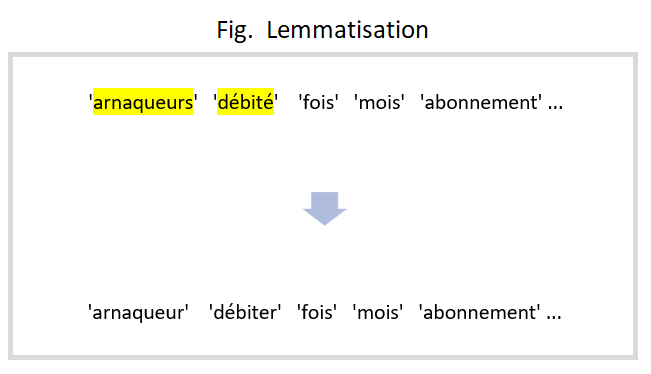 Fig.  Lemmatisation
'arnaqueurs'  'débité'  'fois'  'mois'  'abonnement' ...
'arnaqueur'  'débiter'  'fois'  'mois'  'abonnement' ...